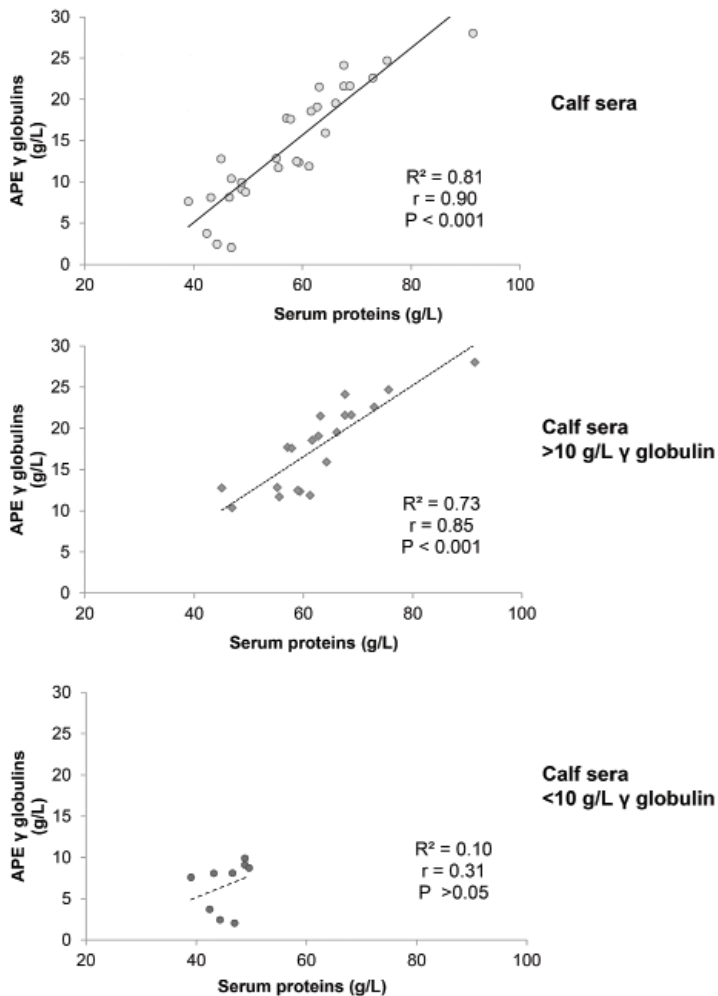 30
25
20
15
10
5
0
APE γ globulins
(g/L)
Calf sera
R² = 0.81
r = 0.90
P < 0.001
20 40 60 80 100
Serum proteins (g/L)
30
25
20
15
10
5
0
APE γ globulins
(g/L)
Calf sera
>10 g/L γ globulin
R² = 0.73
r = 0.85
P < 0.001
20 40 60 80 100
Serum proteins (g/L)
30
25
20
15
10
5
0
APE γ globulins
(g/L)
Calf sera
<10 g/L γ globulin
R² = 0.10
r = 0.31
P >0.05
20 40 60 80 100
Serum proteins (g/L)